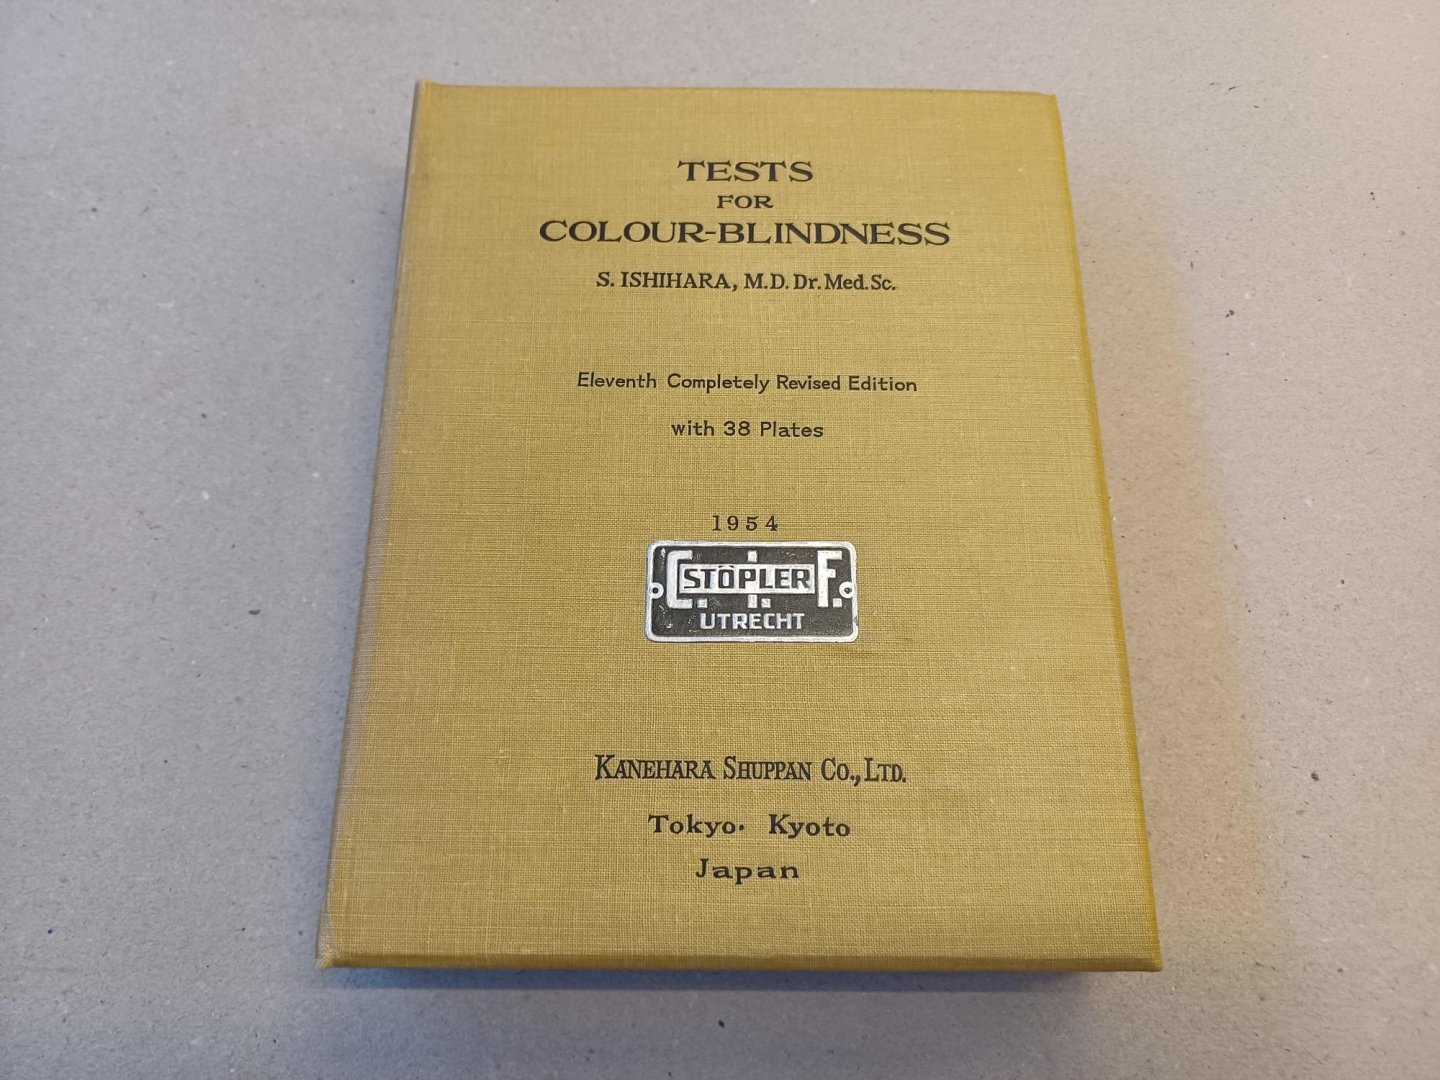 TESTS
FOR
COLOUR-BLINDNESS
S. ISHIHARA, M.D. Dr. Med. Sc.
Eleventh Completely Revised Edition
with 38 Plates
1954
C. I. F.
STÖPLER
UTRECHT
KANEHARA SHUPPAN CO., LTD.
Tokyo. Kyoto
Japan